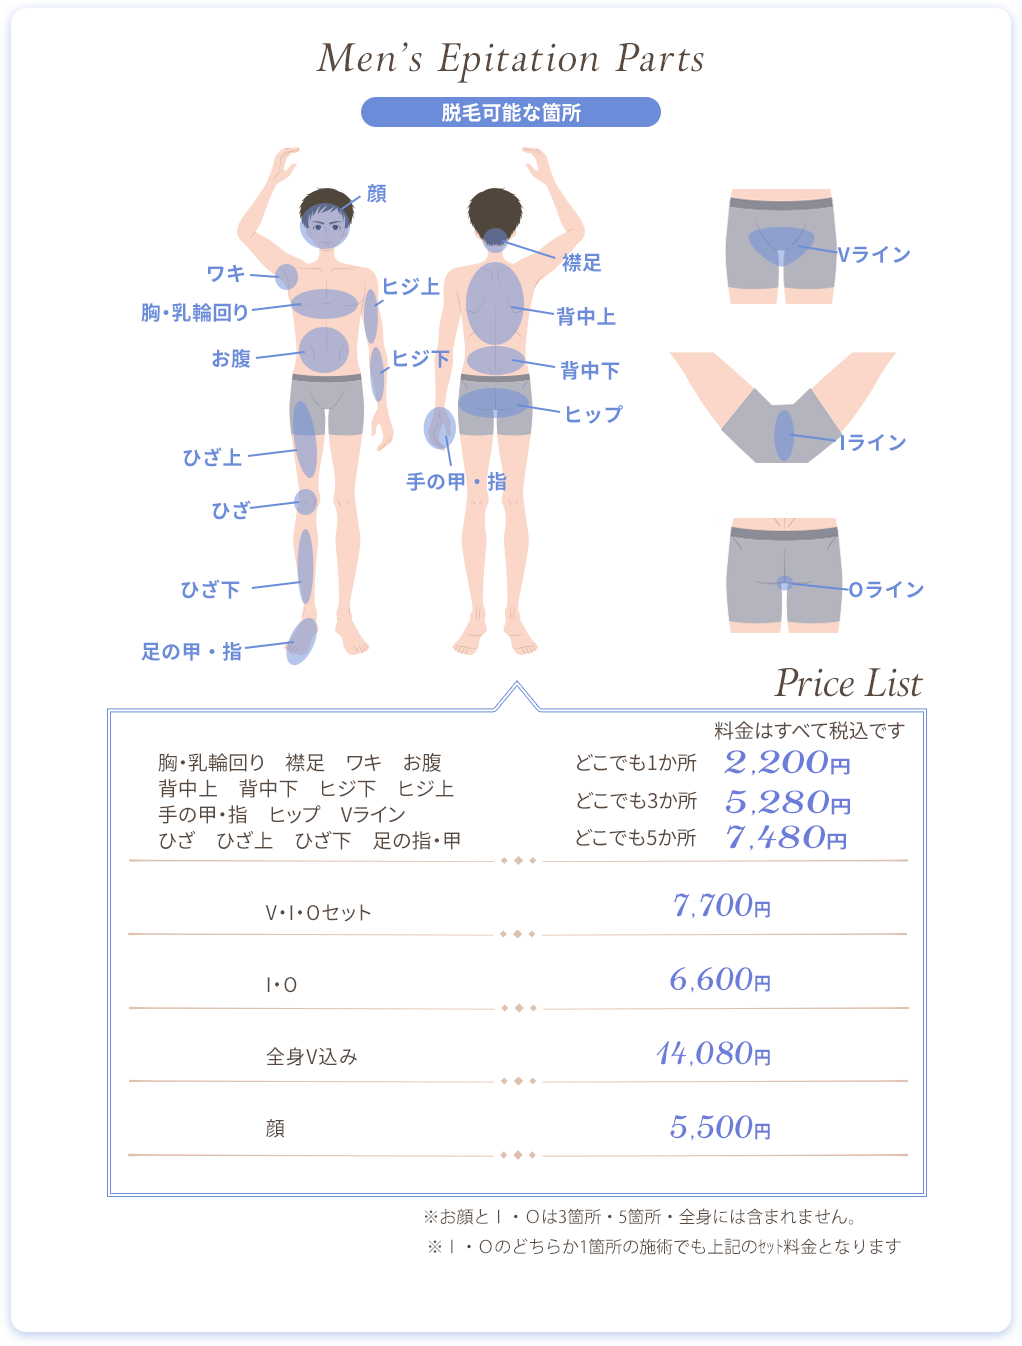 Men’s Epitation Parts
脱毛可能な箇所
顔
ワキ
ヒジ上
胸・乳輪回り
お腹
ヒジ下
ひざ上
ひざ
ひざ下
足の甲・指
襟足
背中上
背中下
ヒップ
手の甲・指
Vライン
Iライン
Oライン
Price List
料金はすべて税込です
胸・乳輪回り　襟足　ワキ　お腹
背中上　背中下　ヒジ下　ヒジ上
手の甲・指　ヒップ　Vライン
ひざ　ひざ上　ひざ下　足の指・甲
どこでも1か所　2,200円
どこでも3か所　5,280円
どこでも5か所　7,480円
V・I・Oセット　7,700円
I・O　6,600円
全身V込み　14,080円
顔　5,500円
※お顔とＩ・Ｏは3箇所・5箇所・全身には含まれません。
※Ｉ・Ｏのどちらか1箇所の施術でも上記のｾｯﾄ料金となります